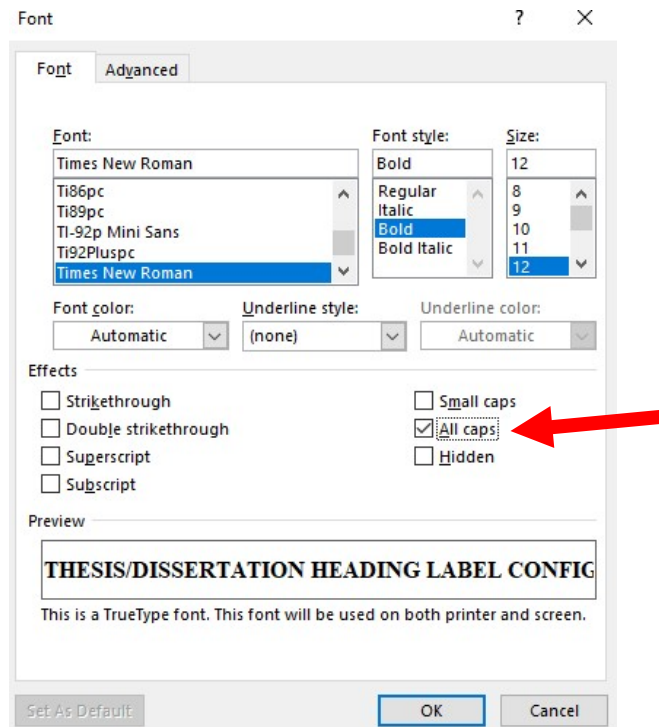 Font ? ×
Font Advanced
Font: Font style: Size:
Times New Roman Bold 12
Ti86pc Regular 8
Ti89pc Italic 9
TI-92p Mini Sans Bold 10
Ti92Pluspc Bold Italic 11
Times New Roman 12
Font color: Underline style: Underline color:
Automatic (none) Automatic
Effects
Strikethrough Small caps
Double strikethrough All caps
Superscript Hidden
Subscript
Preview
THESIS/DISSERTATION HEADING LABEL CONFIG
This is a TrueType font. This font will be used on both printer and screen.
Set As Default OK Cancel